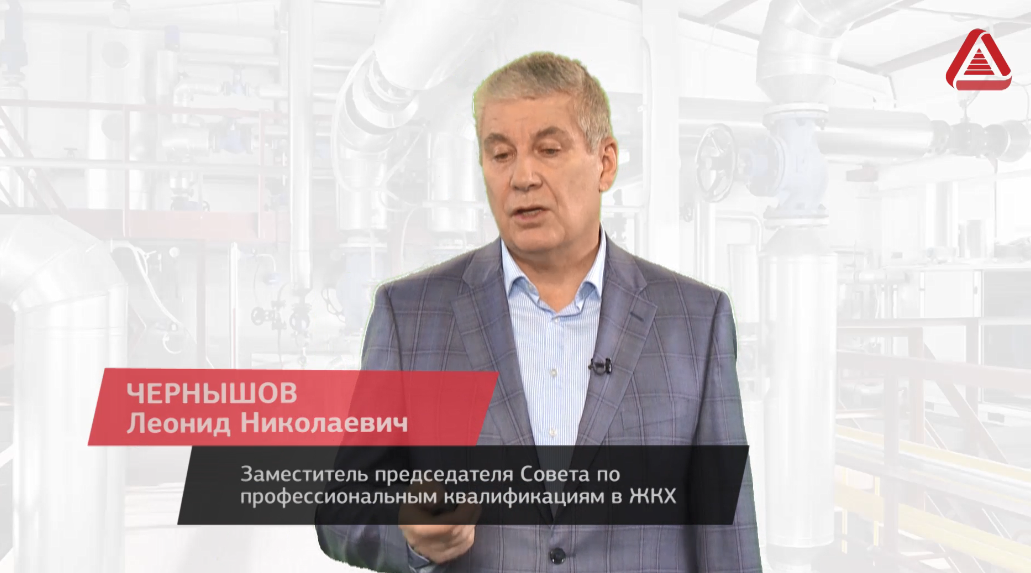 ЧЕРНЫШОВ
Леонид Николаевич
Заместитель председателя Совета по
профессиональным квалификациям в ЖКХ